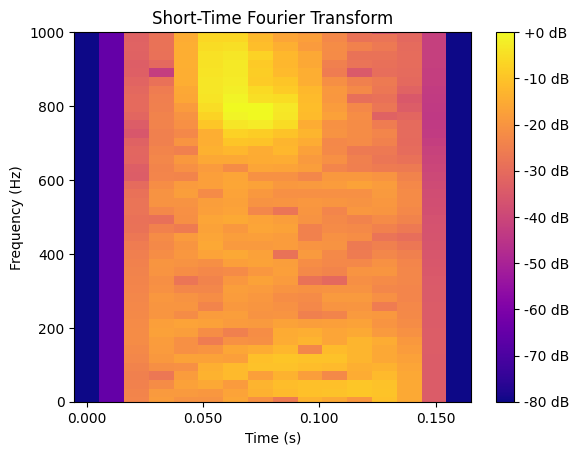 Short-Time Fourier Transform
1000
800
600
400
200
0
Frequency (Hz)
0.000
0.050
0.100
0.150
Time (s)
+0 dB
-10 dB
-20 dB
-30 dB
-40 dB
-50 dB
-60 dB
-70 dB
-80 dB